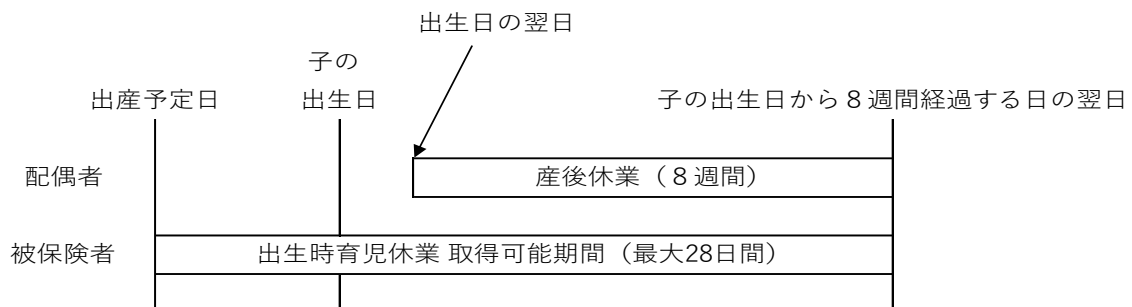 出生日の翌日
子の
出産予定日
出生日
子の出生日から８週間経過する日の翌日
配偶者
産後休業（８週間）
被保険者
出生時育児休業 取得可能期間（最大28日間）